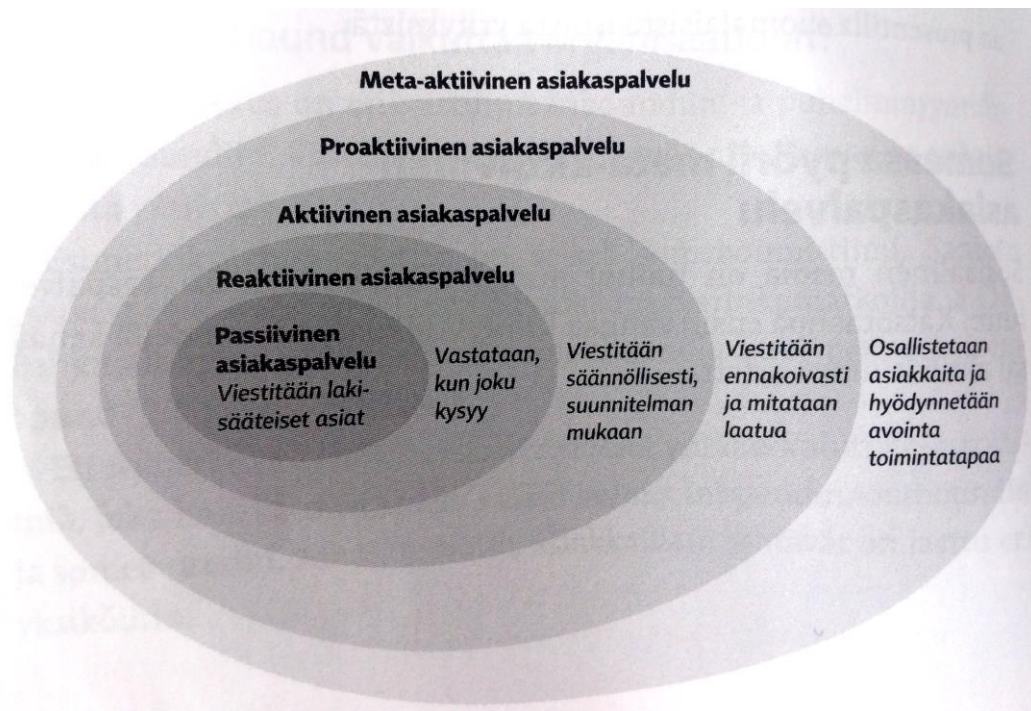 Meta-aktiivinen asiakaspalvelu
Proaktiivinen asiakaspalvelu
Aktiivinen asiakaspalvelu
Reaktiivinen asiakaspalvelu
Passiivinen
asiakaspalvelu
Viestitään laki-
sääteiset asiat
Vastataan,
kun joku
kysyy
Viestitään
säännöllisesti,
suunnitelman
mukaan
Viestitään
ennakoivasti
ja mitataan
laatua
Osallistetaan
asiakkaita ja
hyödynnetään
avointa
toimintatapaa